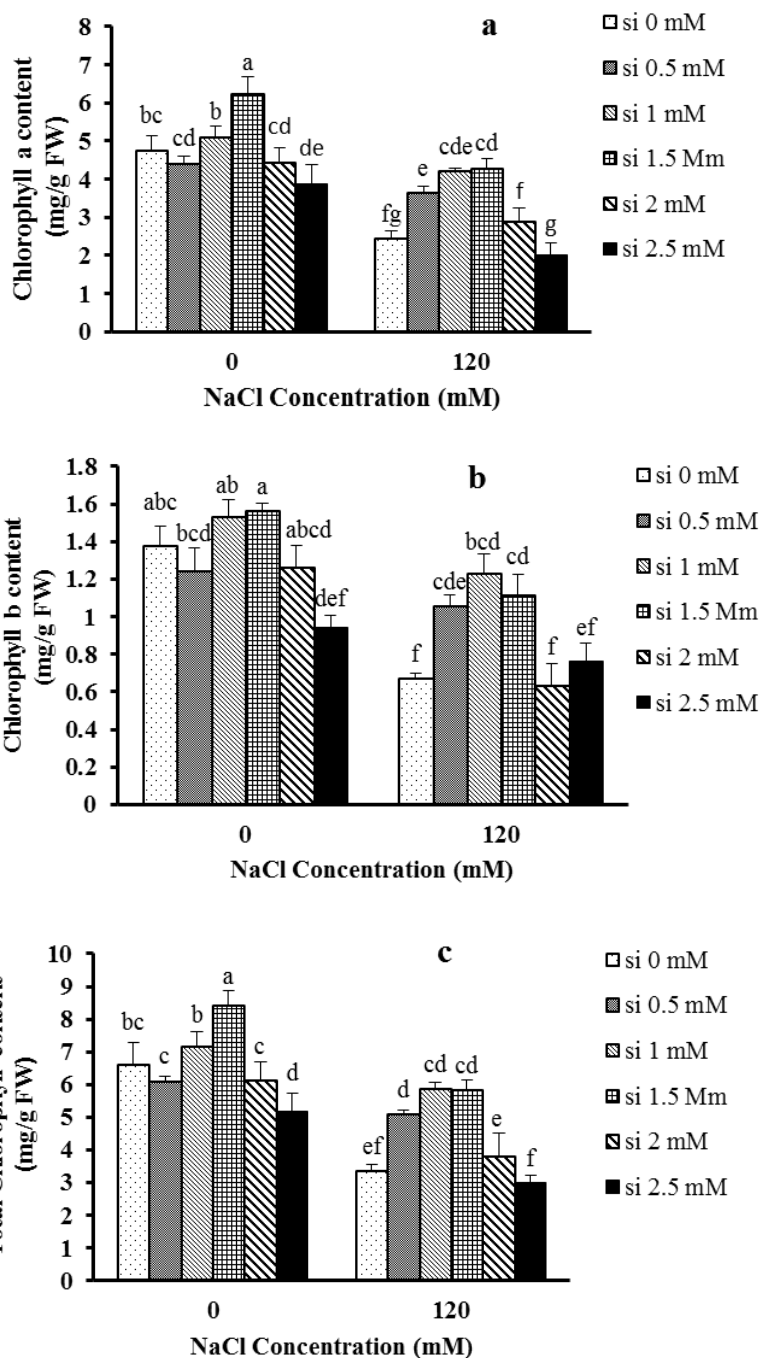 a
Chlorophyll a content
(mg/g FW)
8
7
6
5
4
3
2
1
0
bc
cd
b
a
cd
de
fg
e
cde
cd
f
g
0
120
NaCl Concentration (mM)
si 0 mM
si 0.5 mM
si 1 mM
si 1.5 Mm
si 2 mM
si 2.5 mM
b
Chlorophyll b content
(mg/g FW)
1.8
1.6
1.4
1.2
1
0.8
0.6
0.4
0.2
0
abc
bcd
ab
a
abcd
def
f
cde
bcd
cd
f
ef
0
120
NaCl Concentration (mM)
si 0 mM
si 0.5 mM
si 1 mM
si 1.5 Mm
si 2 mM
si 2.5 mM
c
(mg/g FW)
10
9
8
7
6
5
4
3
2
1
0
bc
c
b
a
c
d
ef
d
cd
cd
e
f
0
120
NaCl Concentration (mM)
si 0 mM
si 0.5 mM
si 1 mM
si 1.5 Mm
si 2 mM
si 2.5 mM